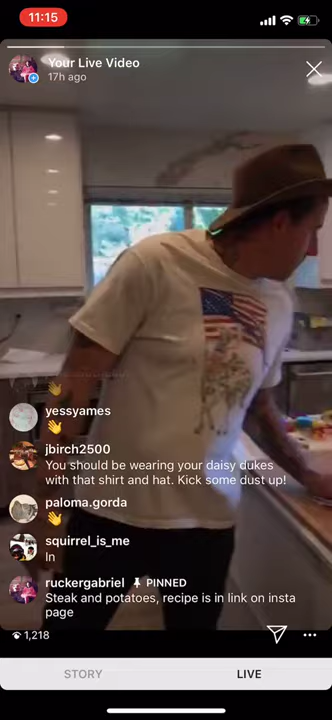 11:15
Your Live Video
17h ago
yessyames
👋
jbirch2500
You should be wearing your daisy dukes
with that shirt and hat. Kick some dust up!
paloma.gorda
👋
squirrel_is_me
In
ruckergabriel PINNED
Steak and potatoes, recipe is in link on insta
page
1,218
STORY LIVE